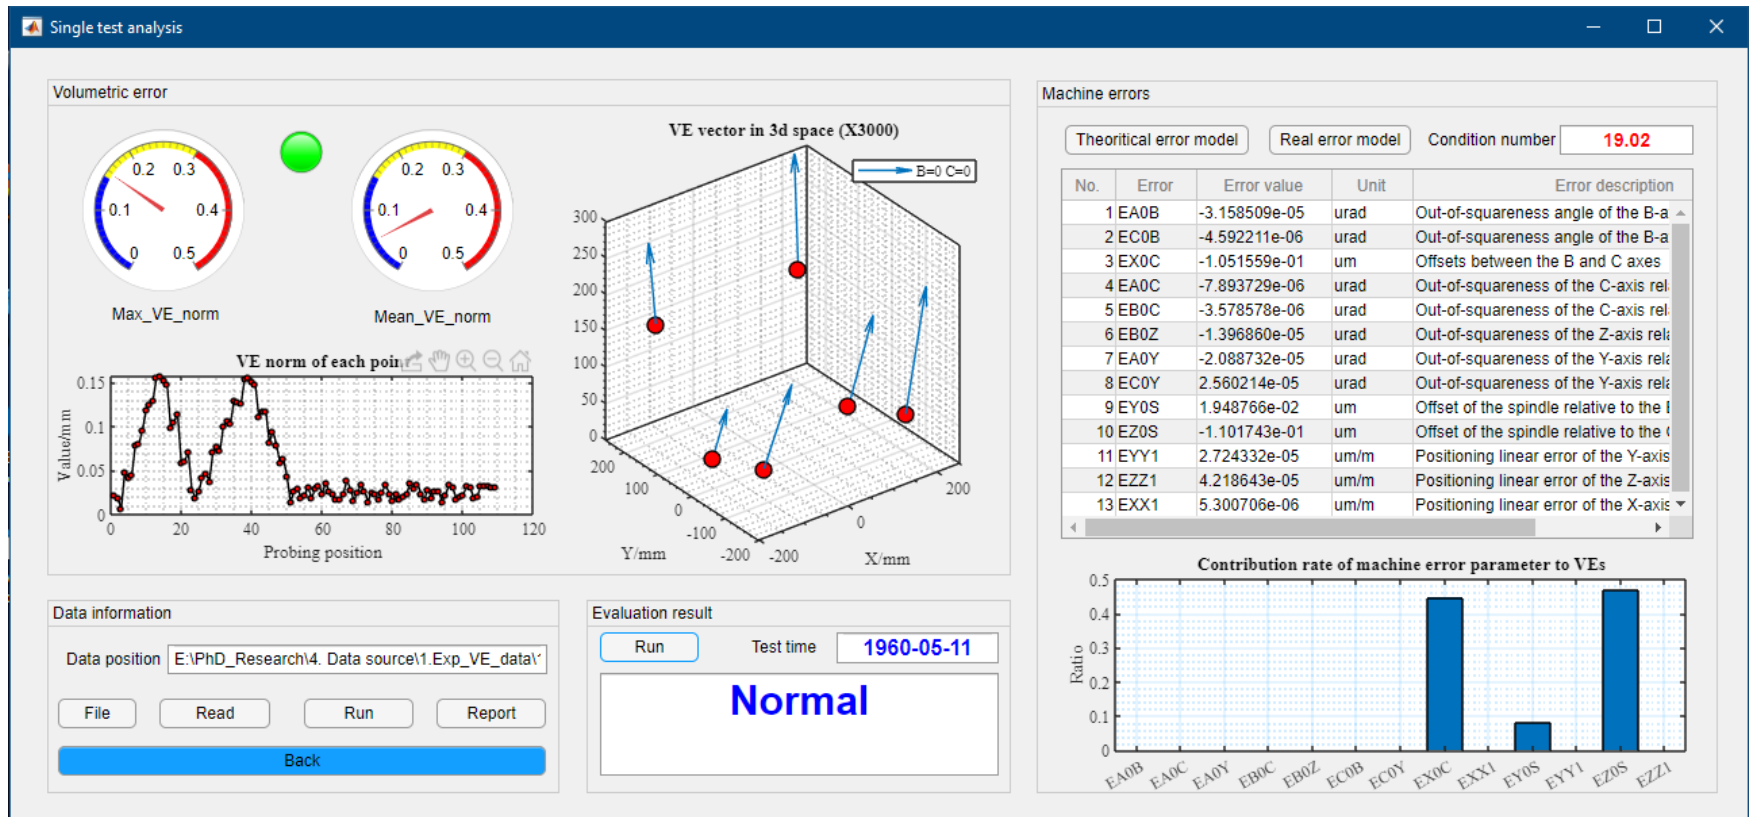 Single test analysis
Volumetric error
0 0.1 0.2 0.3 0.4 0.5
Max_VE_norm
0 0.1 0.2 0.3 0.4 0.5
Mean_VE_norm
VE norm of each poin
0.15
0.1
0.05
0
Value/mm
0 20 40 60 80 100 120
Probing position
VE vector in 3d space (X3000)
B=0 C=0
300
250
200
150
100
50
0
200 100 0 -100 -200
Y/mm
-200 0 200
X/mm
Data information
Data position E:\PhD_Research\4. Data source\1.Exp_VE_data\
File Read Run Report
Back
Evaluation result
Run Test time 1960-05-11
Normal
Machine errors
Theoritical error model Real error model Condition number 19.02
No. Error Error value Unit Error description
1 EA0B -3.158509e-05 urad Out-of-squareness angle of the B-a
2 EC0B -4.592211e-06 urad Out-of-squareness angle of the B-a
3 EX0C -1.051559e-01 um Offsets between the B and C axes
4 EA0C -7.893729e-06 urad Out-of-squareness of the C-axis rel
5 EB0C -3.578578e-06 urad Out-of-squareness of the C-axis rel
6 EB0Z -1.396860e-05 urad Out-of-squareness of the Z-axis rel
7 EA0Y -2.088732e-05 urad Out-of-squareness of the Y-axis rela
8 EC0Y 2.560214e-05 urad Out-of-squareness of the Y-axis rela
9 EY0S 1.948766e-02 um Offset of the spindle relative to the
10 EZ0S -1.101743e-01 um Offset of the spindle relative to the
11 EYY1 2.724332e-05 um/m Positioning linear error of the Y-axis
12 EZZ1 4.218643e-05 um/m Positioning linear error of the Z-axis
13 EXX1 5.300706e-06 um/m Positioning linear error of the X-axis
Contribution rate of machine error parameter to VEs
0.5
0.4
0.3
0.2
0.1
0
Ratio
EA0B EA0C EA0Y EB0C EB0Z EC0B EC0Y EX0C EXX1 EY0S EYY1 EZ0S EZZ1